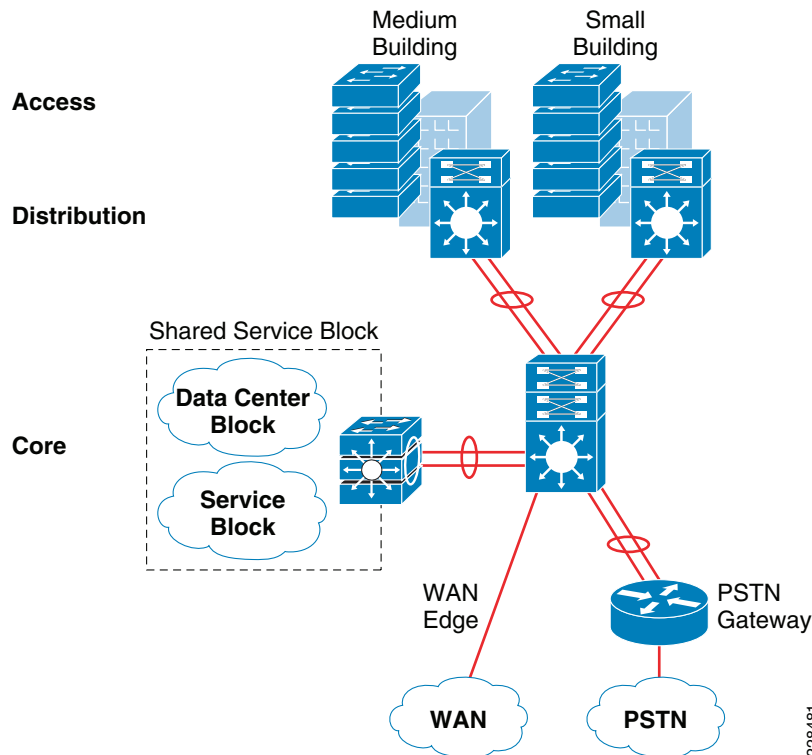 Medium
Building
Small
Building
Access
Distribution
Shared Service Block
Data Center
Block
Core
Service
Block
WAN
Edge
PSTN
Gateway
WAN
PSTN
228481